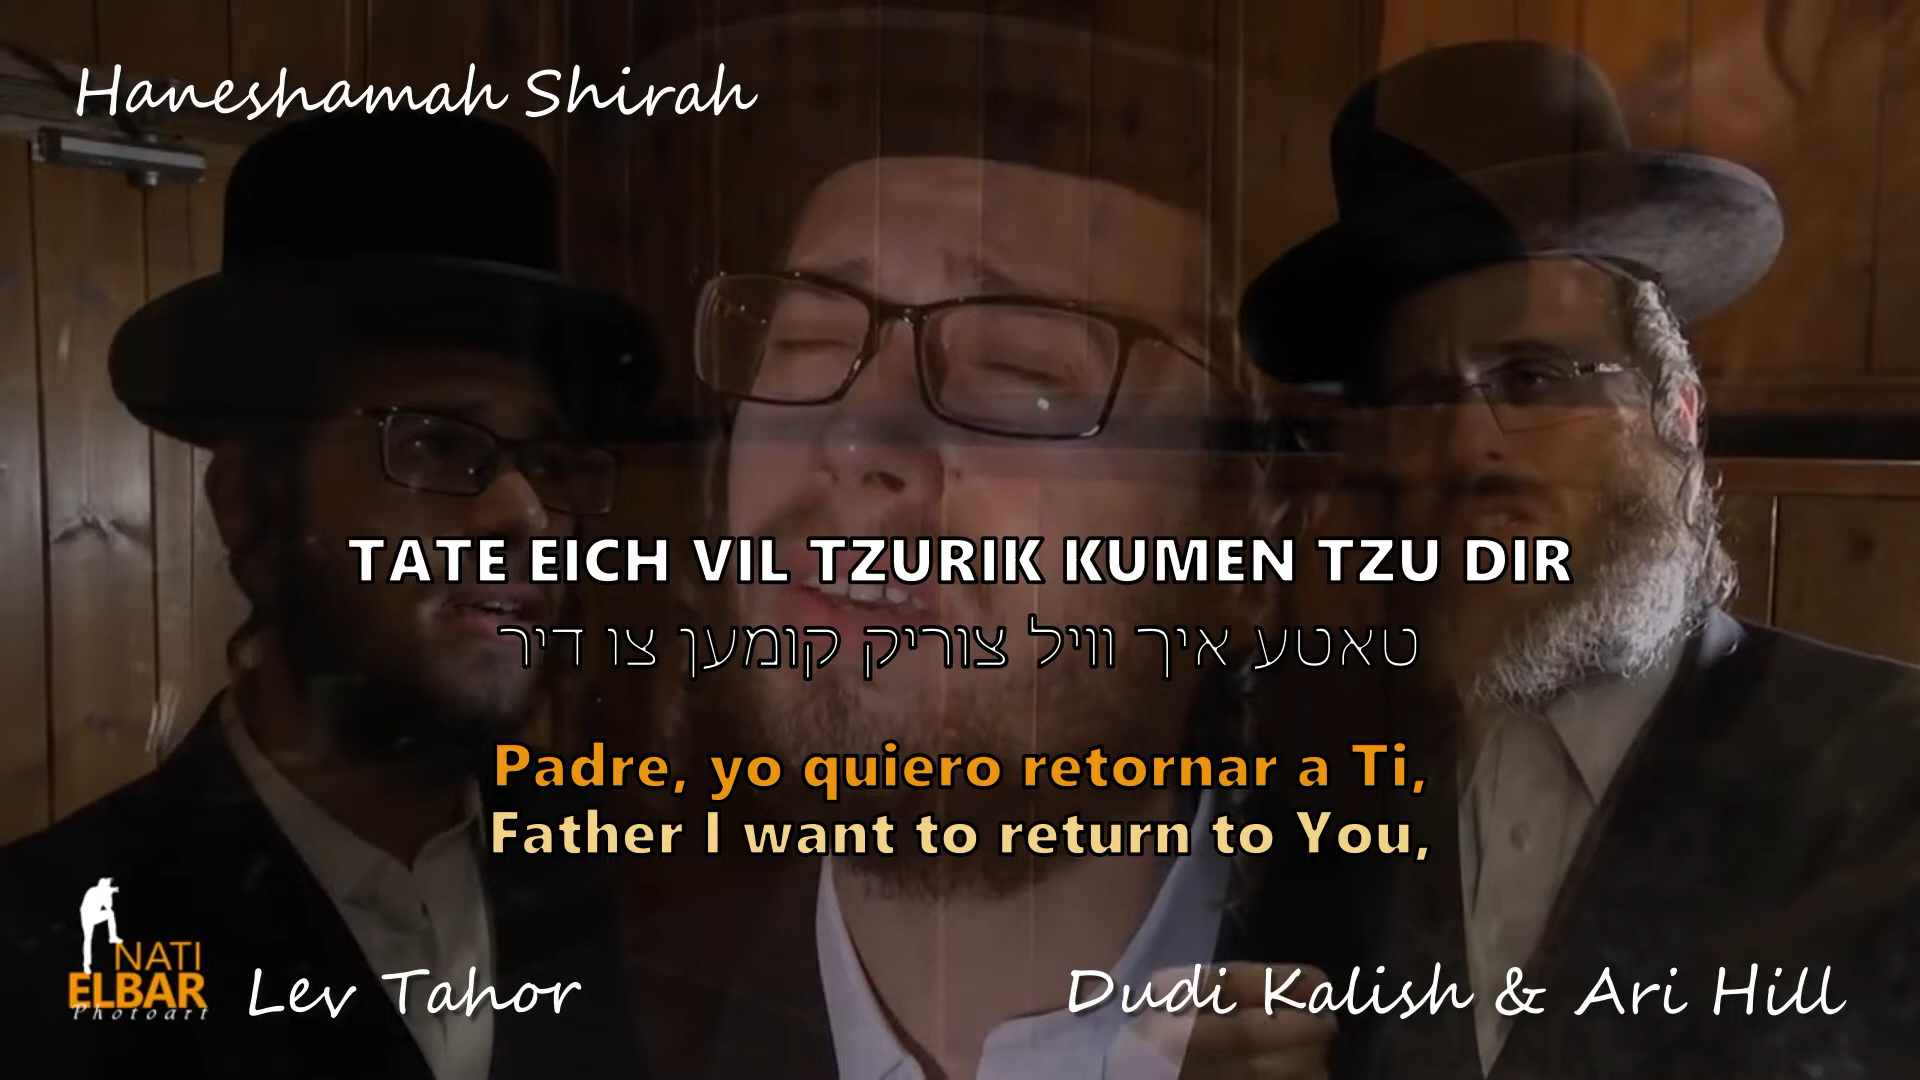 Haneshamah Shirah
TATE EICH VIL TZURIK KUMEN TZU DIR
טאטע איך וויל צוריק קומען צו דיר
Padre, yo quiero retornar a Ti,
Father I want to return to You,
NATI
ELBAR
Photoart
Lev Tahor
Dudi Kalish & Ari Hill